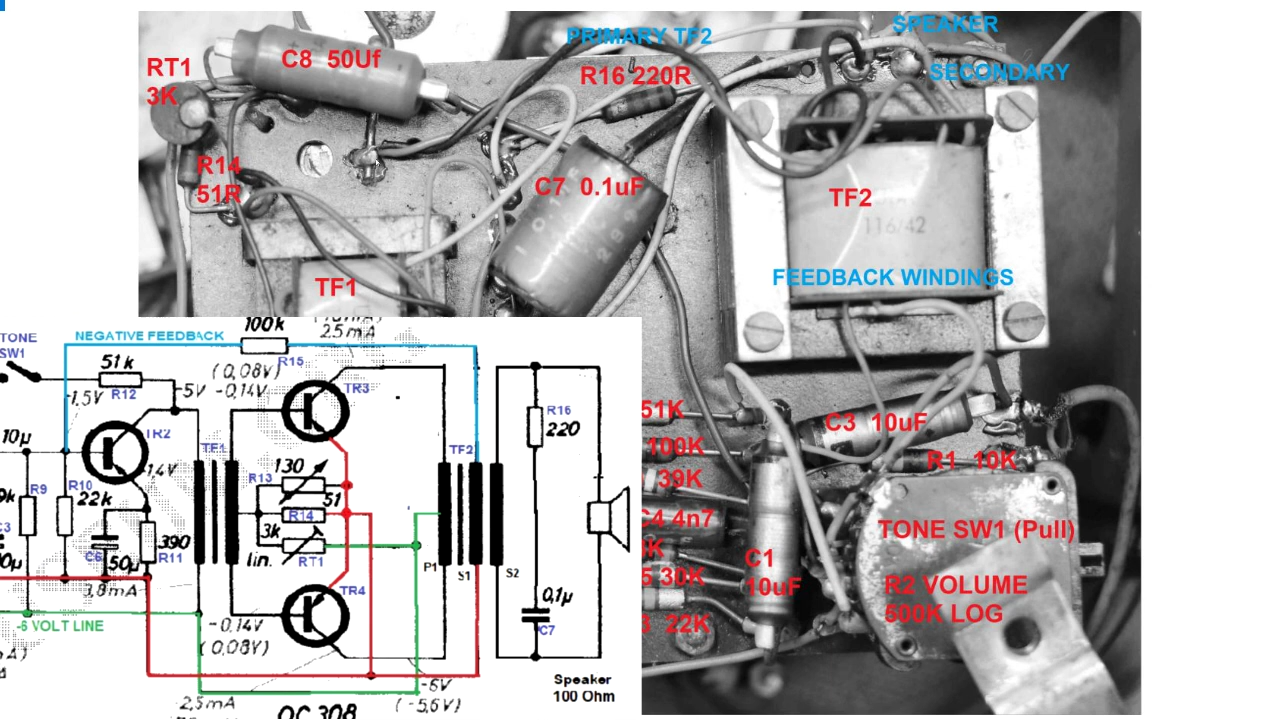 PRIMARY TF2
SPEAKER
SECONDARY
C8 50Uf
RT1
3K
R16 220R
R14
51R
C7 0.1uF
TF2
116/42
FEEDBACK WINDINGS
TF1
51K
100K
39K
C4 4n7
30K
22K
C3 10uF
R1 10K
C1
10uF
TONE SW1 (Pull)
R2 VOLUME
500K LOG
TONE
SW1
NEGATIVE FEEDBACK
100k
R15
2,5mA
51k
R12
-1,5V
-5V
(0,08V)
-0,14V
TR3
10µ
TR2
1,4V
R9
R10
22k
C6
50µ
390
R11
3,8mA
TF1
R13
130
51
R14
3k
lin.
RT1
TR4
-0,14V
(0,08V)
-6 VOLT LINE
2,5mA
OC 308
-6V
(-5,6V)
TF2
P1
S1
S2
R16
220
0,1µ
C7
Speaker
100 Ohm